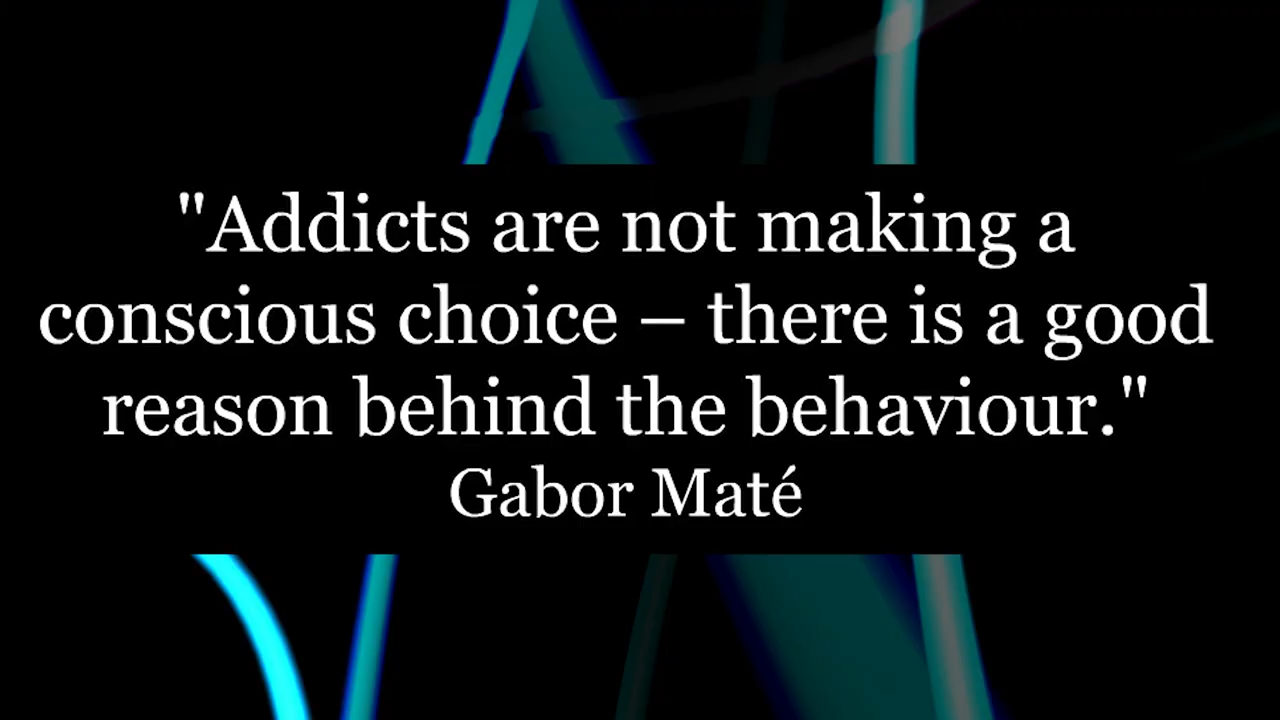 "Addicts are not making a
conscious choice – there is a good
reason behind the behaviour."
Gabor Maté